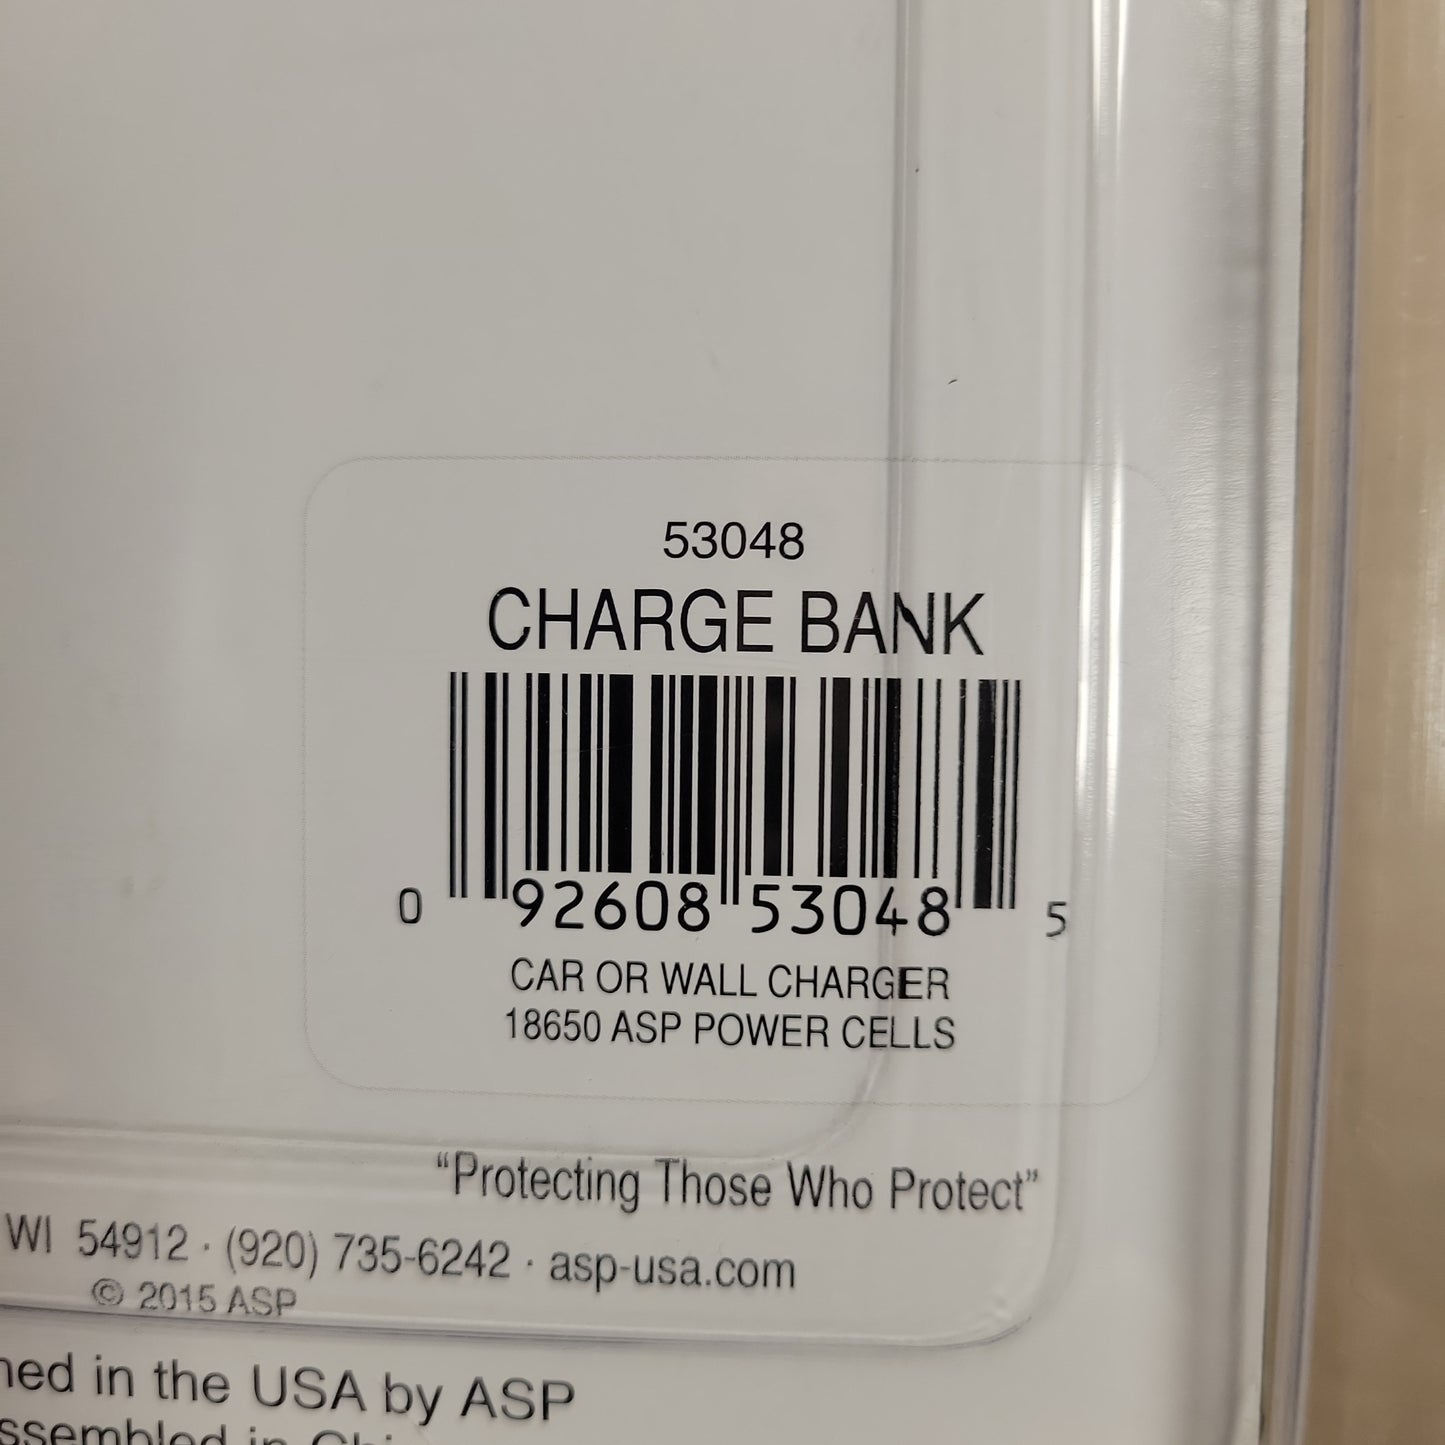 53048
CHARGE BANK
0 92608 53048 5
CAR OR WALL CHARGER
18650 ASP POWER CELLS
“Protecting Those Who Protect”
WI 54912 · (920) 735-6242 · asp-usa.com
© 2015 ASP
in the USA by ASP
in